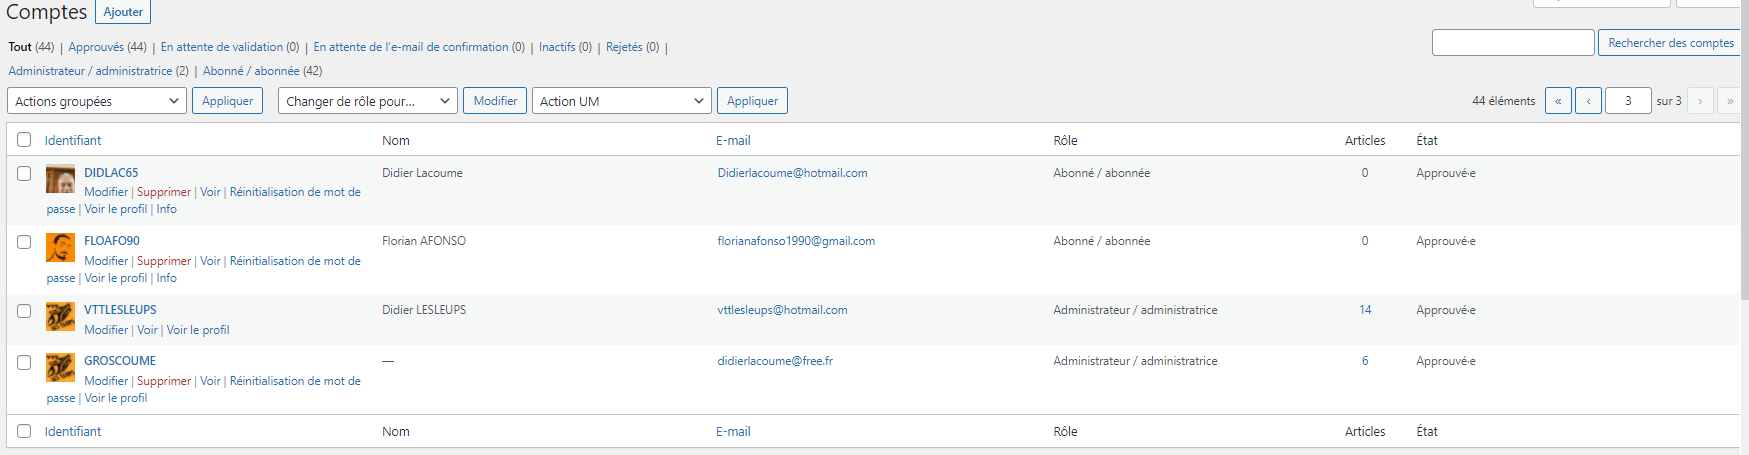 Comptes Ajouter
Tout (44) | Approuvés (44) | En attente de validation (0) | En attente de l'e-mail de confirmation (0) | Inactifs (0) | Rejetés (0) |
Rechercher des comptes
Administrateur / administratrice (2) | Abonné / abonnée (42)
Actions groupées Appliquer Changer de rôle pour... Modifier Action UM Appliquer 44 éléments « ‹ 3 sur 3 › »
Identifiant Nom E-mail Rôle Articles État
DIDLAC65 Didier Lacoume Didierlacoume@hotmail.com Abonné / abonnée 0 Approuvé·e
Modifier | Supprimer | Voir | Réinitialisation de mot de
passe | Voir le profil | Info
FLOAFO90 Florian AFONSO florianafonso1990@gmail.com Abonné / abonnée 0 Approuvé·e
Modifier | Supprimer | Voir | Réinitialisation de mot de
passe | Voir le profil | Info
VTTLESLEUPS Didier LESLEUPS vttlesleups@hotmail.com Administrateur / administratrice 14 Approuvé·e
Modifier | Voir | Voir le profil
GROSCOUME — didierlacoume@free.fr Administrateur / administratrice 6 Approuvé·e
Modifier | Supprimer | Voir | Réinitialisation de mot de
passe | Voir le profil
Identifiant Nom E-mail Rôle Articles État